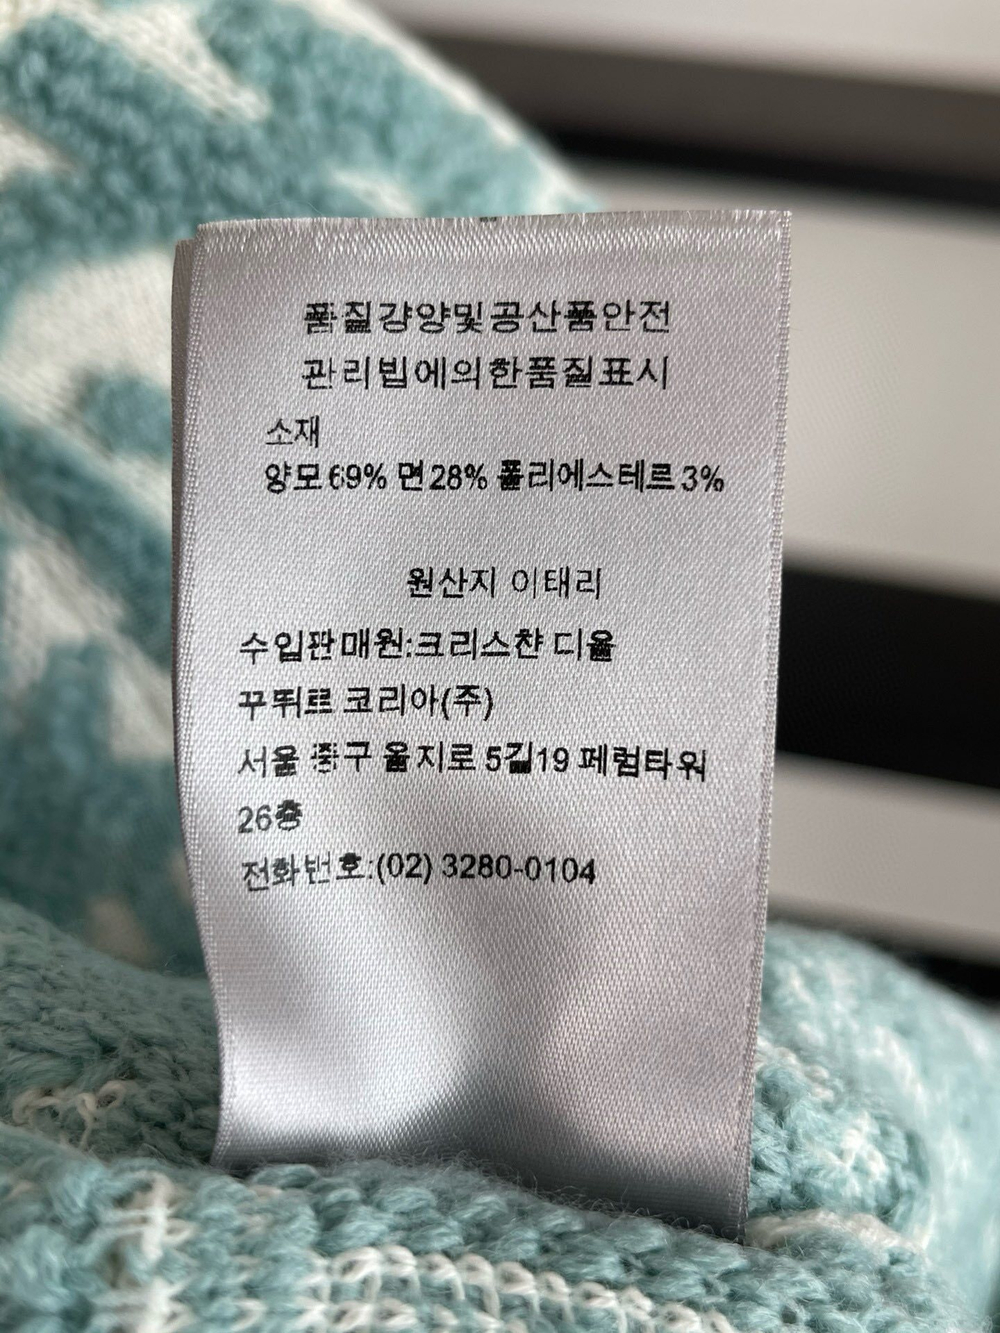 품질걍양및공산품안전
관리법에의한품질표시
소재
양모69% 면28% 폴리에스테르3%
원산지 이태리
수입판매원:크리스챤 디올
꾸뛰르 코리아(주)
서울 중구 을지로 5길19 페럼타워
26층
전화번호:(02) 3280-0104